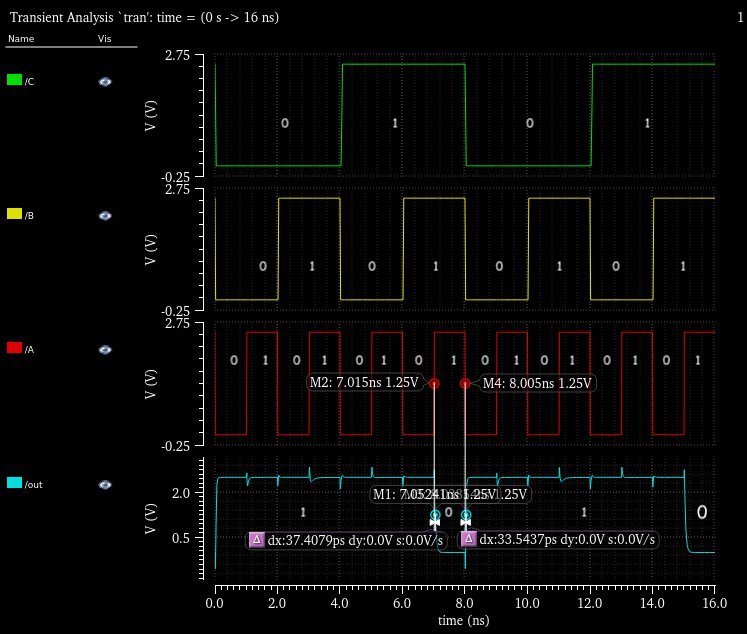 Transient Analysis `tran': time = (0 s -> 16 ns) 1
Name Vis
/C
2.75
V (V)
-0.25
0 1 0 1
/B
2.75
V (V)
-0.25
0 1 0 1 0 1 0 1
/A
2.75
V (V)
-0.25
0 1 0 1 0 1 0 1 0 1 0 1 0 1 0 1
M2: 7.015ns 1.25V M4: 8.005ns 1.25V
/out
2.0
V (V)
0.5
M1: 7.05241ns 1.25V 1.25V
1 0 1 0
Δ dx:37.4079ps dy:0.0V s:0.0V/s Δ dx:33.5437ps dy:0.0V s:0.0V/s
0.0 2.0 4.0 6.0 8.0 10.0 12.0 14.0 16.0
time (ns)